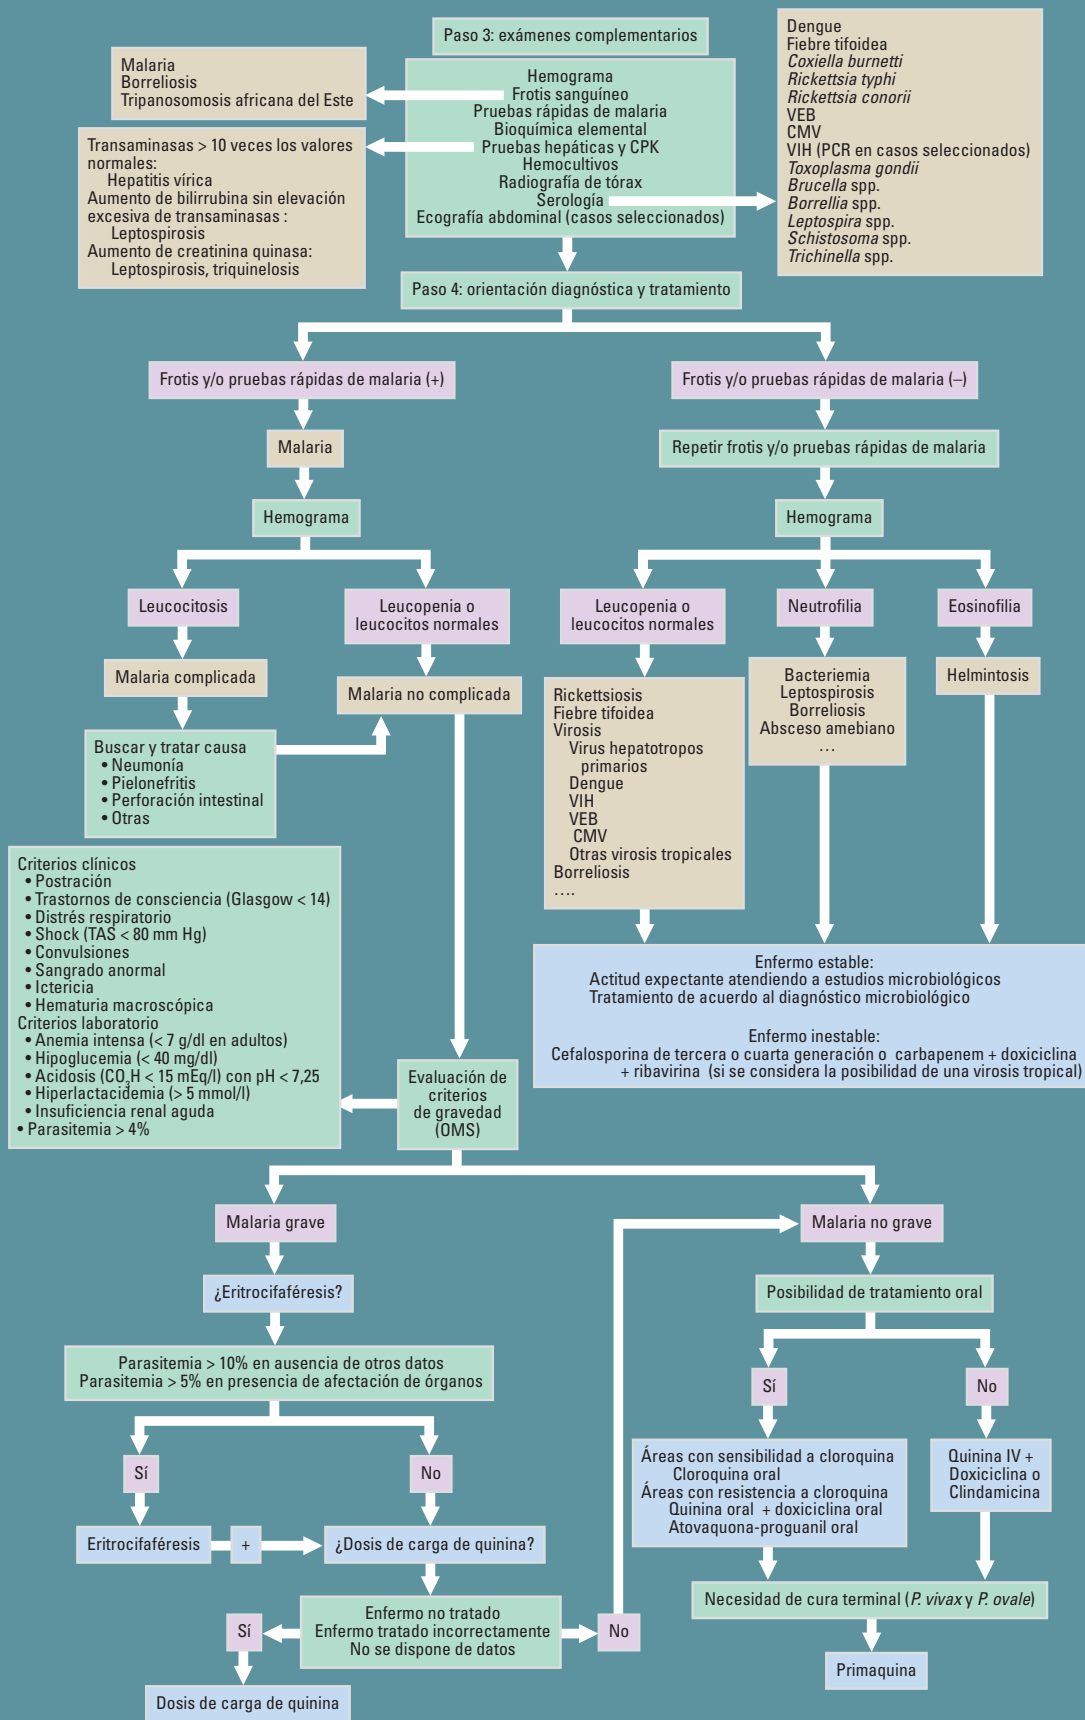 Paso 3: exámenes complementarios
Hemograma
Frotis sanguíneo
Pruebas rápidas de malaria
Bioquímica elemental
Pruebas hepáticas y CPK
Hemocultivos
Radiografía de tórax
Serología
Ecografía abdominal (casos seleccionados)
Malaria
Borreliosis
Tripanosomosis africana del Este
Transaminasas > 10 veces los valores
normales:
Hepatitis vírica
Aumento de bilirrubina sin elevación
excesiva de transaminasas :
Leptospirosis
Aumento de creatinina quinasa:
Leptospirosis, triquinelosis
Dengue
Fiebre tifoidea
Coxiella burnetti
Rickettsia typhi
Rickettsia conorii
VEB
CMV
VIH (PCR en casos seleccionados)
Toxoplasma gondii
Brucella spp.
Borrellia spp.
Leptospira spp.
Schistosoma spp.
Trichinella spp.
Paso 4: orientación diagnóstica y tratamiento
Frotis y/o pruebas rápidas de malaria (+)
Malaria
Hemograma
Leucocitosis
Leucopenia o
leucocitos normales
Malaria complicada
Malaria no complicada
Buscar y tratar causa
• Neumonía
• Pielonefritis
• Perforación intestinal
• Otras
Frotis y/o pruebas rápidas de malaria (–)
Repetir frotis y/o pruebas rápidas de malaria
Hemograma
Leucopenia o
leucocitos normales
Neutrofilia
Eosinofilia
Rickettsiosis
Fiebre tifoidea
Virosis
Virus hepatotropos
primarios
Dengue
VIH
VEB
CMV
Otras virosis tropicales
Borreliosis
….
Bacteriemia
Leptospirosis
Borreliosis
Absceso amebiano
…
Helmintosis
Enfermo estable:
Actitud expectante atendiendo a estudios microbiológicos
Tratamiento de acuerdo al diagnóstico microbiológico
Enfermo inestable:
Cefalosporina de tercera o cuarta generación o carbapenem + doxiciclina
+ ribavirina (si se considera la posibilidad de una virosis tropical)
Criterios clínicos
• Postración
• Trastornos de consciencia (Glasgow < 14)
• Distrés respiratorio
• Shock (TAS < 80 mm Hg)
• Convulsiones
• Sangrado anormal
• Ictericia
• Hematuria macroscópica
Criterios laboratorio
• Anemia intensa (< 7 g/dl en adultos)
• Hipoglucemia (< 40 mg/dl)
• Acidosis (CO₃H < 15 mEq/l) con pH < 7,25
• Hiperlactacidemia (> 5 mmol/l)
• Insuficiencia renal aguda
• Parasitemia > 4%
Evaluación de
criterios
de gravedad
(OMS)
Malaria grave
¿Eritrocitaféresis?
Parasitemia > 10% en ausencia de otros datos
Parasitemia > 5% en presencia de afectación de órganos
Sí
No
Eritrocifaféresis
+
¿Dosis de carga de quinina?
Enfermo no tratado
Enfermo tratado incorrectamente
No se dispone de datos
Sí
No
Dosis de carga de quinina
Malaria no grave
Posibilidad de tratamiento oral
Sí
No
Áreas con sensibilidad a cloroquina
Cloroquina oral
Áreas con resistencia a cloroquina
Quinina oral + doxiciclina oral
Atovaquona-proguanil oral
Quinina IV +
Doxiciclina o
Clindamicina
Necesidad de cura terminal (P. vivax y P. ovale)
Primaquina